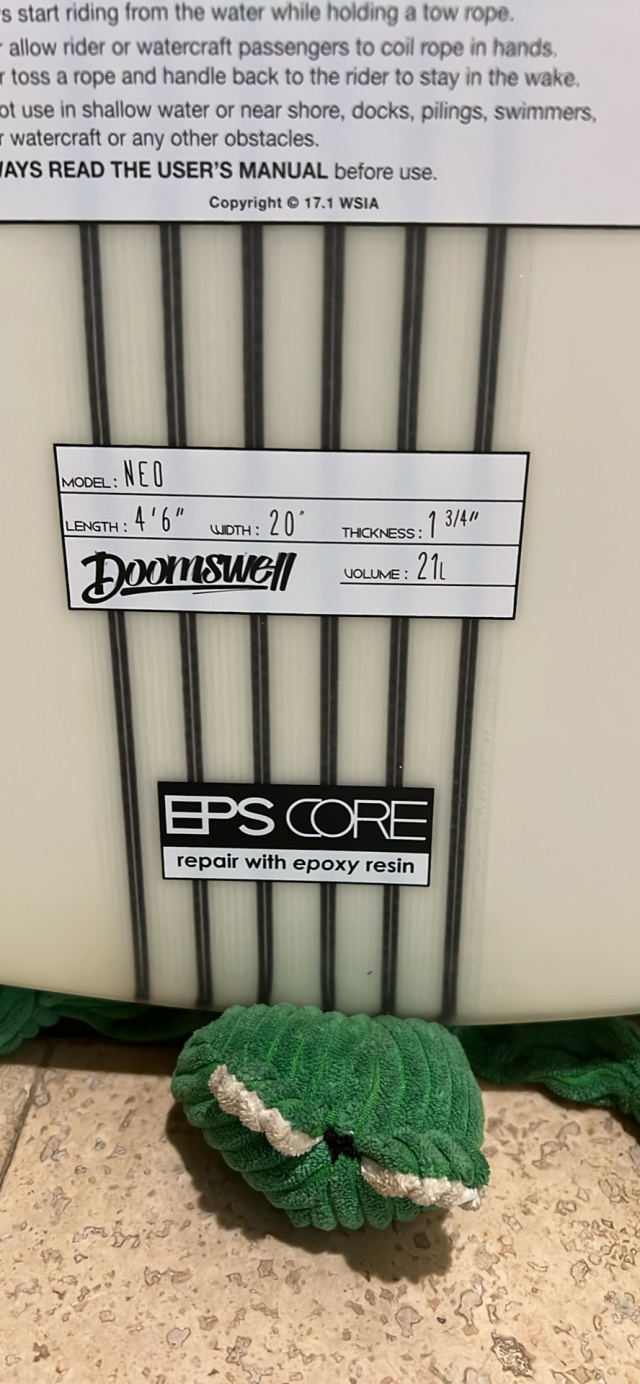 s start riding from the water while holding a tow rope.
allow rider or watercraft passengers to coil rope in hands.
toss a rope and handle back to the rider to stay in the wake.
ot use in shallow water or near shore, docks, pilings, swimmers,
watercraft or any other obstacles.
AYS READ THE USER'S MANUAL before use.
Copyright © 17.1 WSIA
MODEL: NEO
LENGTH: 4'6" WIDTH: 20" THICKNESS: 1 3/4"
Doomswell VOLUME: 21L
EPS CORE
repair with epoxy resin